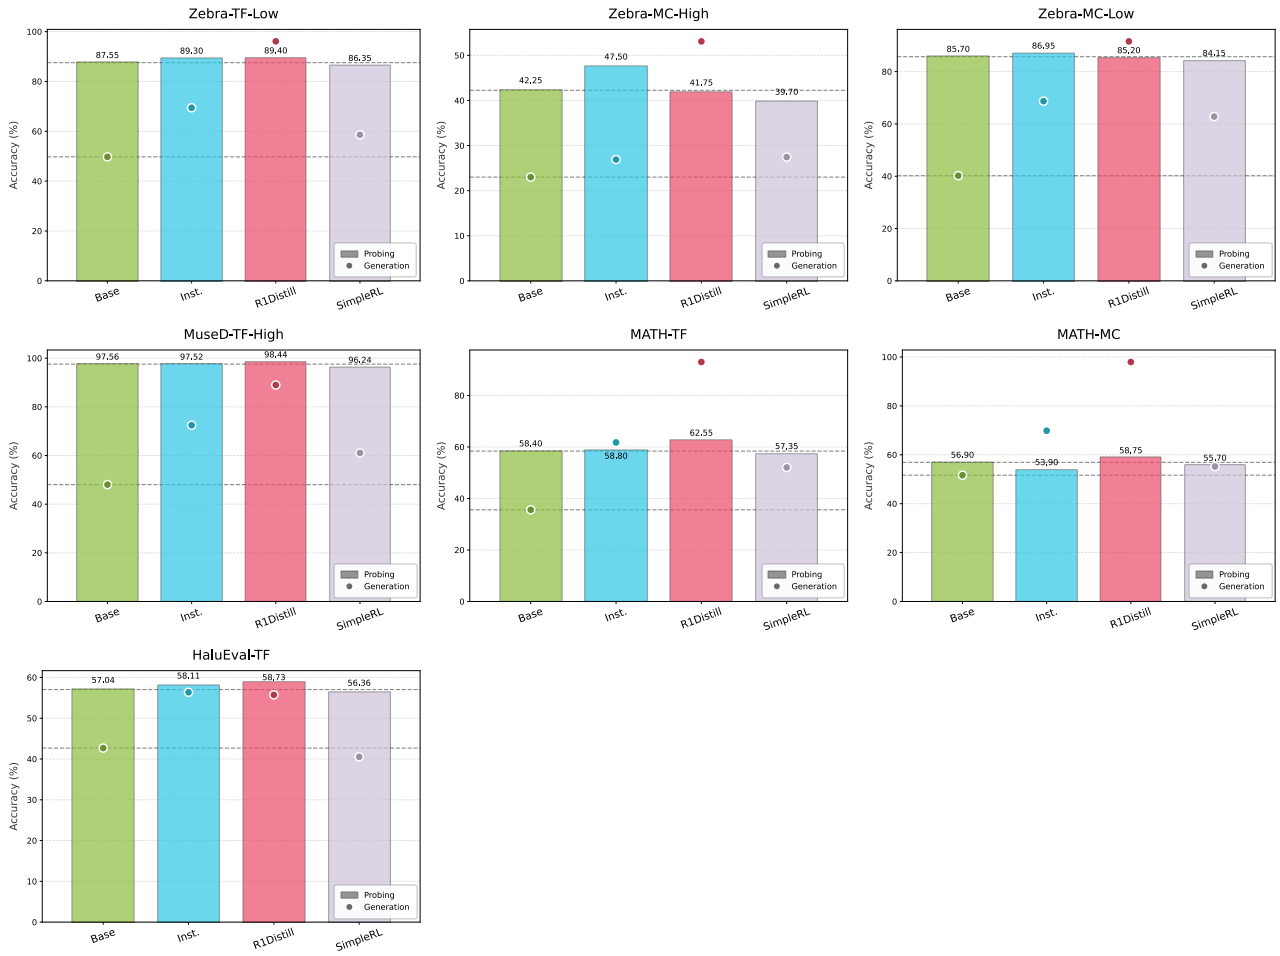 Zebra-TF-Low
Accuracy (%)
100
80
60
40
20
0
87.55
89.30
89.40
86.35
Probing
Generation
Base
Inst.
R1Distill
SimpleRL
Zebra-MC-High
Accuracy (%)
50
40
30
20
10
0
42.25
47.50
41.75
39.70
Probing
Generation
Base
Inst.
R1Distill
SimpleRL
Zebra-MC-Low
Accuracy (%)
80
60
40
20
0
85.70
86.95
85.20
84.15
Probing
Generation
Base
Inst.
R1Distill
SimpleRL
MuseD-TF-High
Accuracy (%)
100
80
60
40
20
0
97.56
97.52
98.44
96.24
Probing
Generation
Base
Inst.
R1Distill
SimpleRL
MATH-TF
Accuracy (%)
80
60
40
20
0
58.40
58.80
62.55
57.35
Probing
Generation
Base
Inst.
R1Distill
SimpleRL
MATH-MC
Accuracy (%)
100
80
60
40
20
0
56.90
53.90
58.75
55.70
Probing
Generation
Base
Inst.
R1Distill
SimpleRL
HaluEval-TF
Accuracy (%)
60
50
40
30
20
10
0
57.04
58.11
58.73
56.36
Probing
Generation
Base
Inst.
R1Distill
SimpleRL